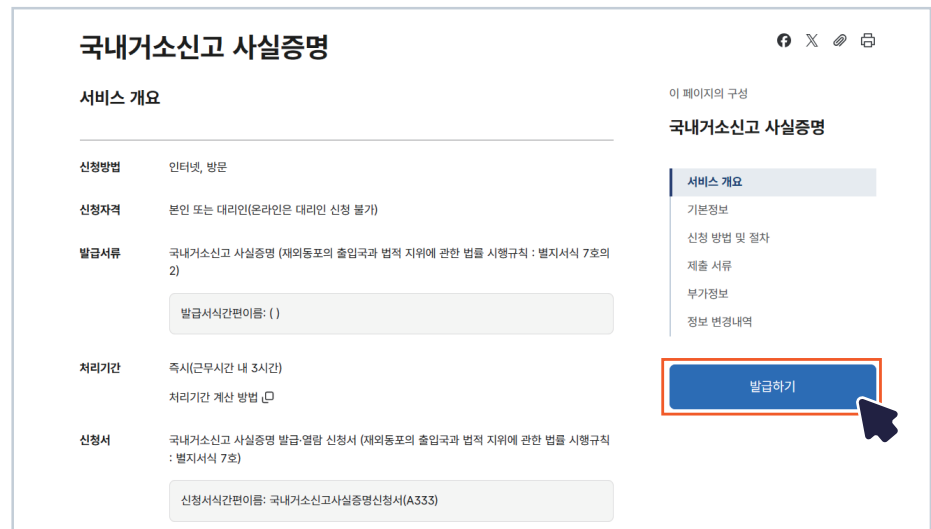 국내거소신고 사실증명
서비스 개요
신청방법 인터넷, 방문
신청자격 본인 또는 대리인(온라인은 대리인 신청 불가)
발급서류 국내거소신고 사실증명 (재외동포의 출입국과 법적 지위에 관한 법률 시행규칙 : 별지서식 7호의
2)
발급서식간편이름: ( )
처리기간 즉시(근무시간 내 3시간)
처리기간 계산 방법
신청서 국내거소신고 사실증명 발급·열람 신청서 (재외동포의 출입국과 법적 지위에 관한 법률 시행규칙
: 별지서식 7호)
신청서식간편이름: 국내거소신고사실증명신청서(A333)
이 페이지의 구성
국내거소신고 사실증명
서비스 개요
기본정보
신청 방법 및 절차
제출 서류
부가정보
정보 변경내역
발급하기